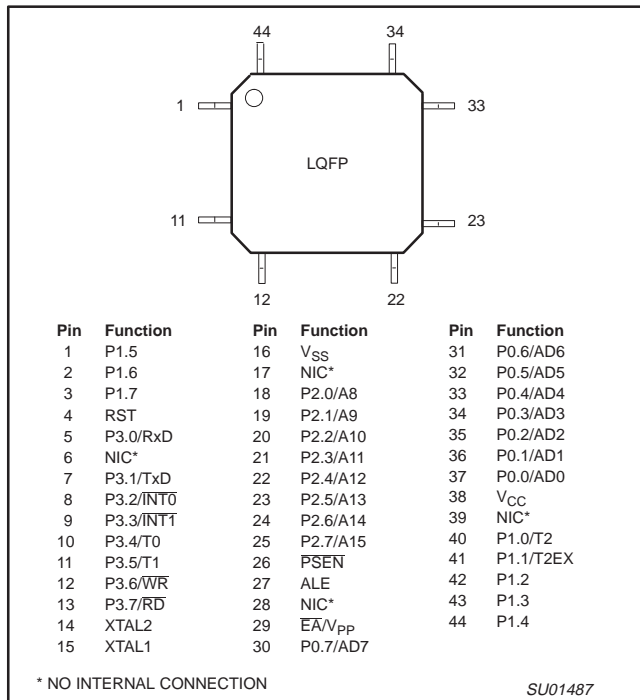 44 34
1 33
LQFP
11 23
12 22
Pin Function Pin Function Pin Function
1 P1.5 16 VSS 31 P0.6/AD6
2 P1.6 17 NIC* 32 P0.5/AD5
3 P1.7 18 P2.0/A8 33 P0.4/AD4
4 RST 19 P2.1/A9 34 P0.3/AD3
5 P3.0/RxD 20 P2.2/A10 35 P0.2/AD2
6 NIC* 21 P2.3/A11 36 P0.1/AD1
7 P3.1/TxD 22 P2.4/A12 37 P0.0/AD0
8 P3.2/I̅N̅T̅0̅ 23 P2.5/A13 38 VCC
9 P3.3/I̅N̅T̅1̅ 24 P2.6/A14 39 NIC*
10 P3.4/T0 25 P2.7/A15 40 P1.0/T2
11 P3.5/T1 26 P̅S̅E̅N̅ 41 P1.1/T2EX
12 P3.6/W̅R̅ 27 ALE 42 P1.2
13 P3.7/R̅D̅ 28 NIC* 43 P1.3
14 XTAL2 29 E̅A̅/VPP 44 P1.4
15 XTAL1 30 P0.7/AD7
* NO INTERNAL CONNECTION SU01487